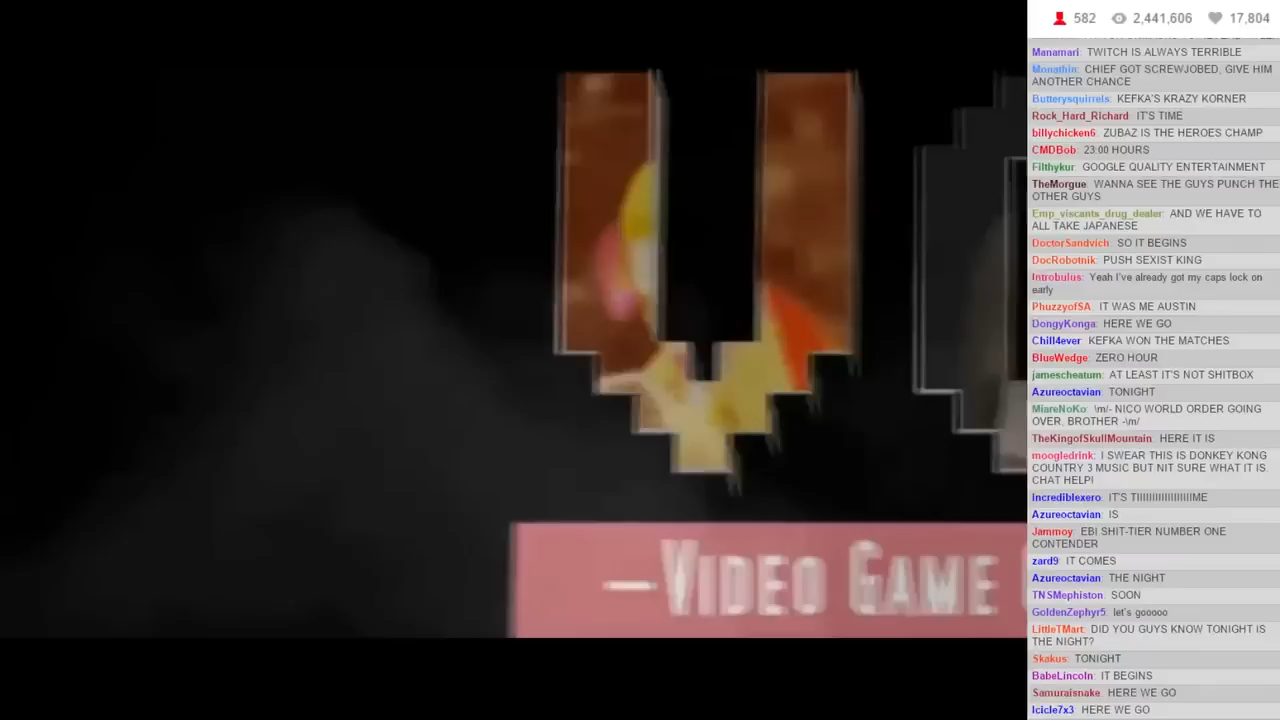 582 2,441,606 17,804
Manamari: TWITCH IS ALWAYS TERRIBLE
Monathin: CHIEF GOT SCREWJOBED, GIVE HIM
ANOTHER CHANCE
Butterysquirrels: KEFKA'S KRAZY KORNER
Rock_Hard_Richard: IT'S TIME
billychicken6: ZUBAZ IS THE HEROES CHAMP
CMDBob: 23:00 HOURS
Filthykur: GOOGLE QUALITY ENTERTAINMENT
TheMorgue: WANNA SEE THE GUYS PUNCH THE
OTHER GUYS
Emp_viscants_drug_dealer: AND WE HAVE TO
ALL TAKE JAPANESE
DoctorSandvich: SO IT BEGINS
DocRobotnik: PUSH SEXIST KING
Introbulus: Yeah I've already got my caps lock on
early
PhuzzyofSA: IT WAS ME AUSTIN
DongyKonga: HERE WE GO
Chill4ever: KEFKA WON THE MATCHES
BlueWedge: ZERO HOUR
jamescheatum: AT LEAST IT'S NOT SHITBOX
Azureoctavian: TONIGHT
MiareNoKo: \m/- NICO WORLD ORDER GOING
OVER, BROTHER -\m/
TheKingofSkullMountain: HERE IT IS
moogledrink: I SWEAR THIS IS DONKEY KONG
COUNTRY 3 MUSIC BUT NIT SURE WHAT IT IS
CHAT HELP!
Incrediblexero: IT'S TIIIIIIIIIIIIIIIIIIME
Azureoctavian: IS
Jammoy: EBI SHIT-TIER NUMBER ONE
CONTENDER
zard9: IT COMES
Azureoctavian: THE NIGHT
TNSMephiston: SOON
GoldenZephyr5: let's gooooo
LittleTMart: DID YOU GUYS KNOW TONIGHT IS
THE NIGHT?
Skakus: TONIGHT
BabeLincoln: IT BEGINS
Samuraisnake: HERE WE GO
Icicle7x3: HERE WE GO
V
—VIDEO GAME